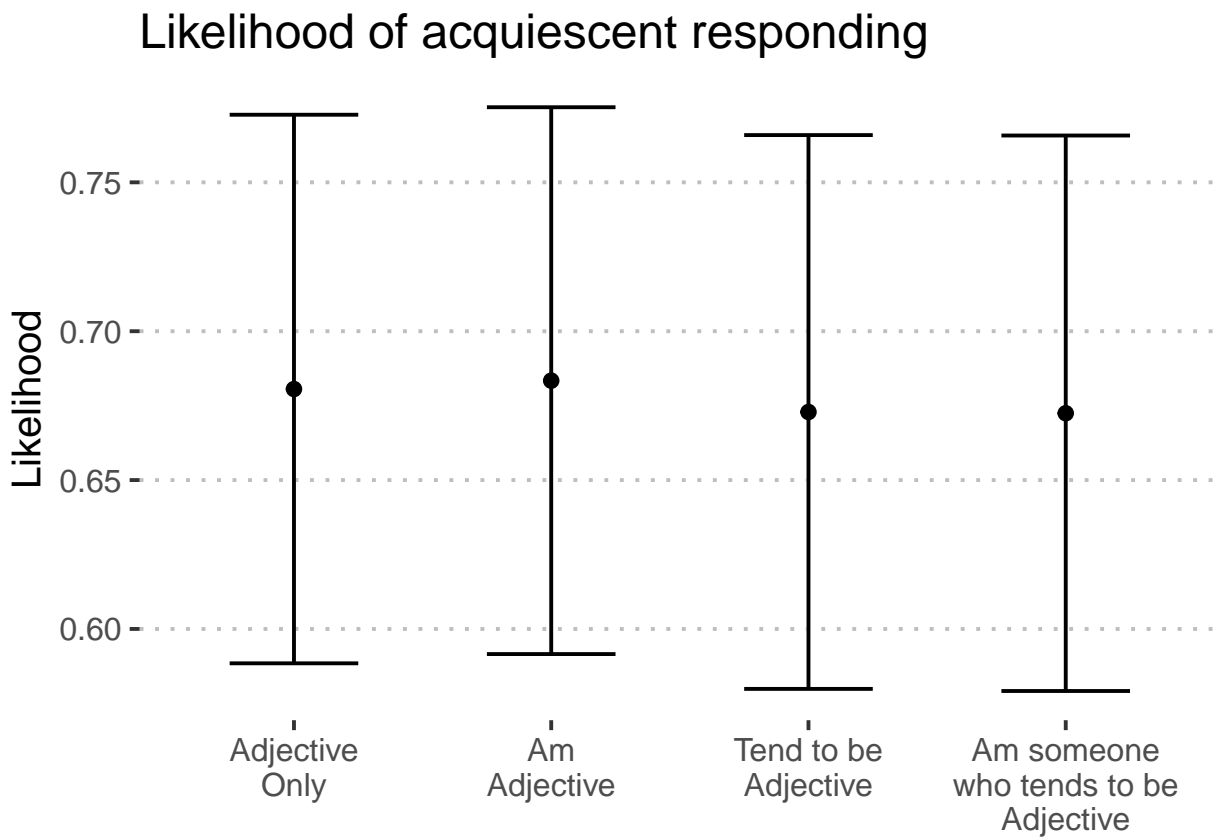 Likelihood of acquiescent responding
Likelihood
0.75
0.70
0.65
0.60
Adjective
Only
Am
Adjective
Tend to be
Adjective
Am someone
who tends to be
Adjective